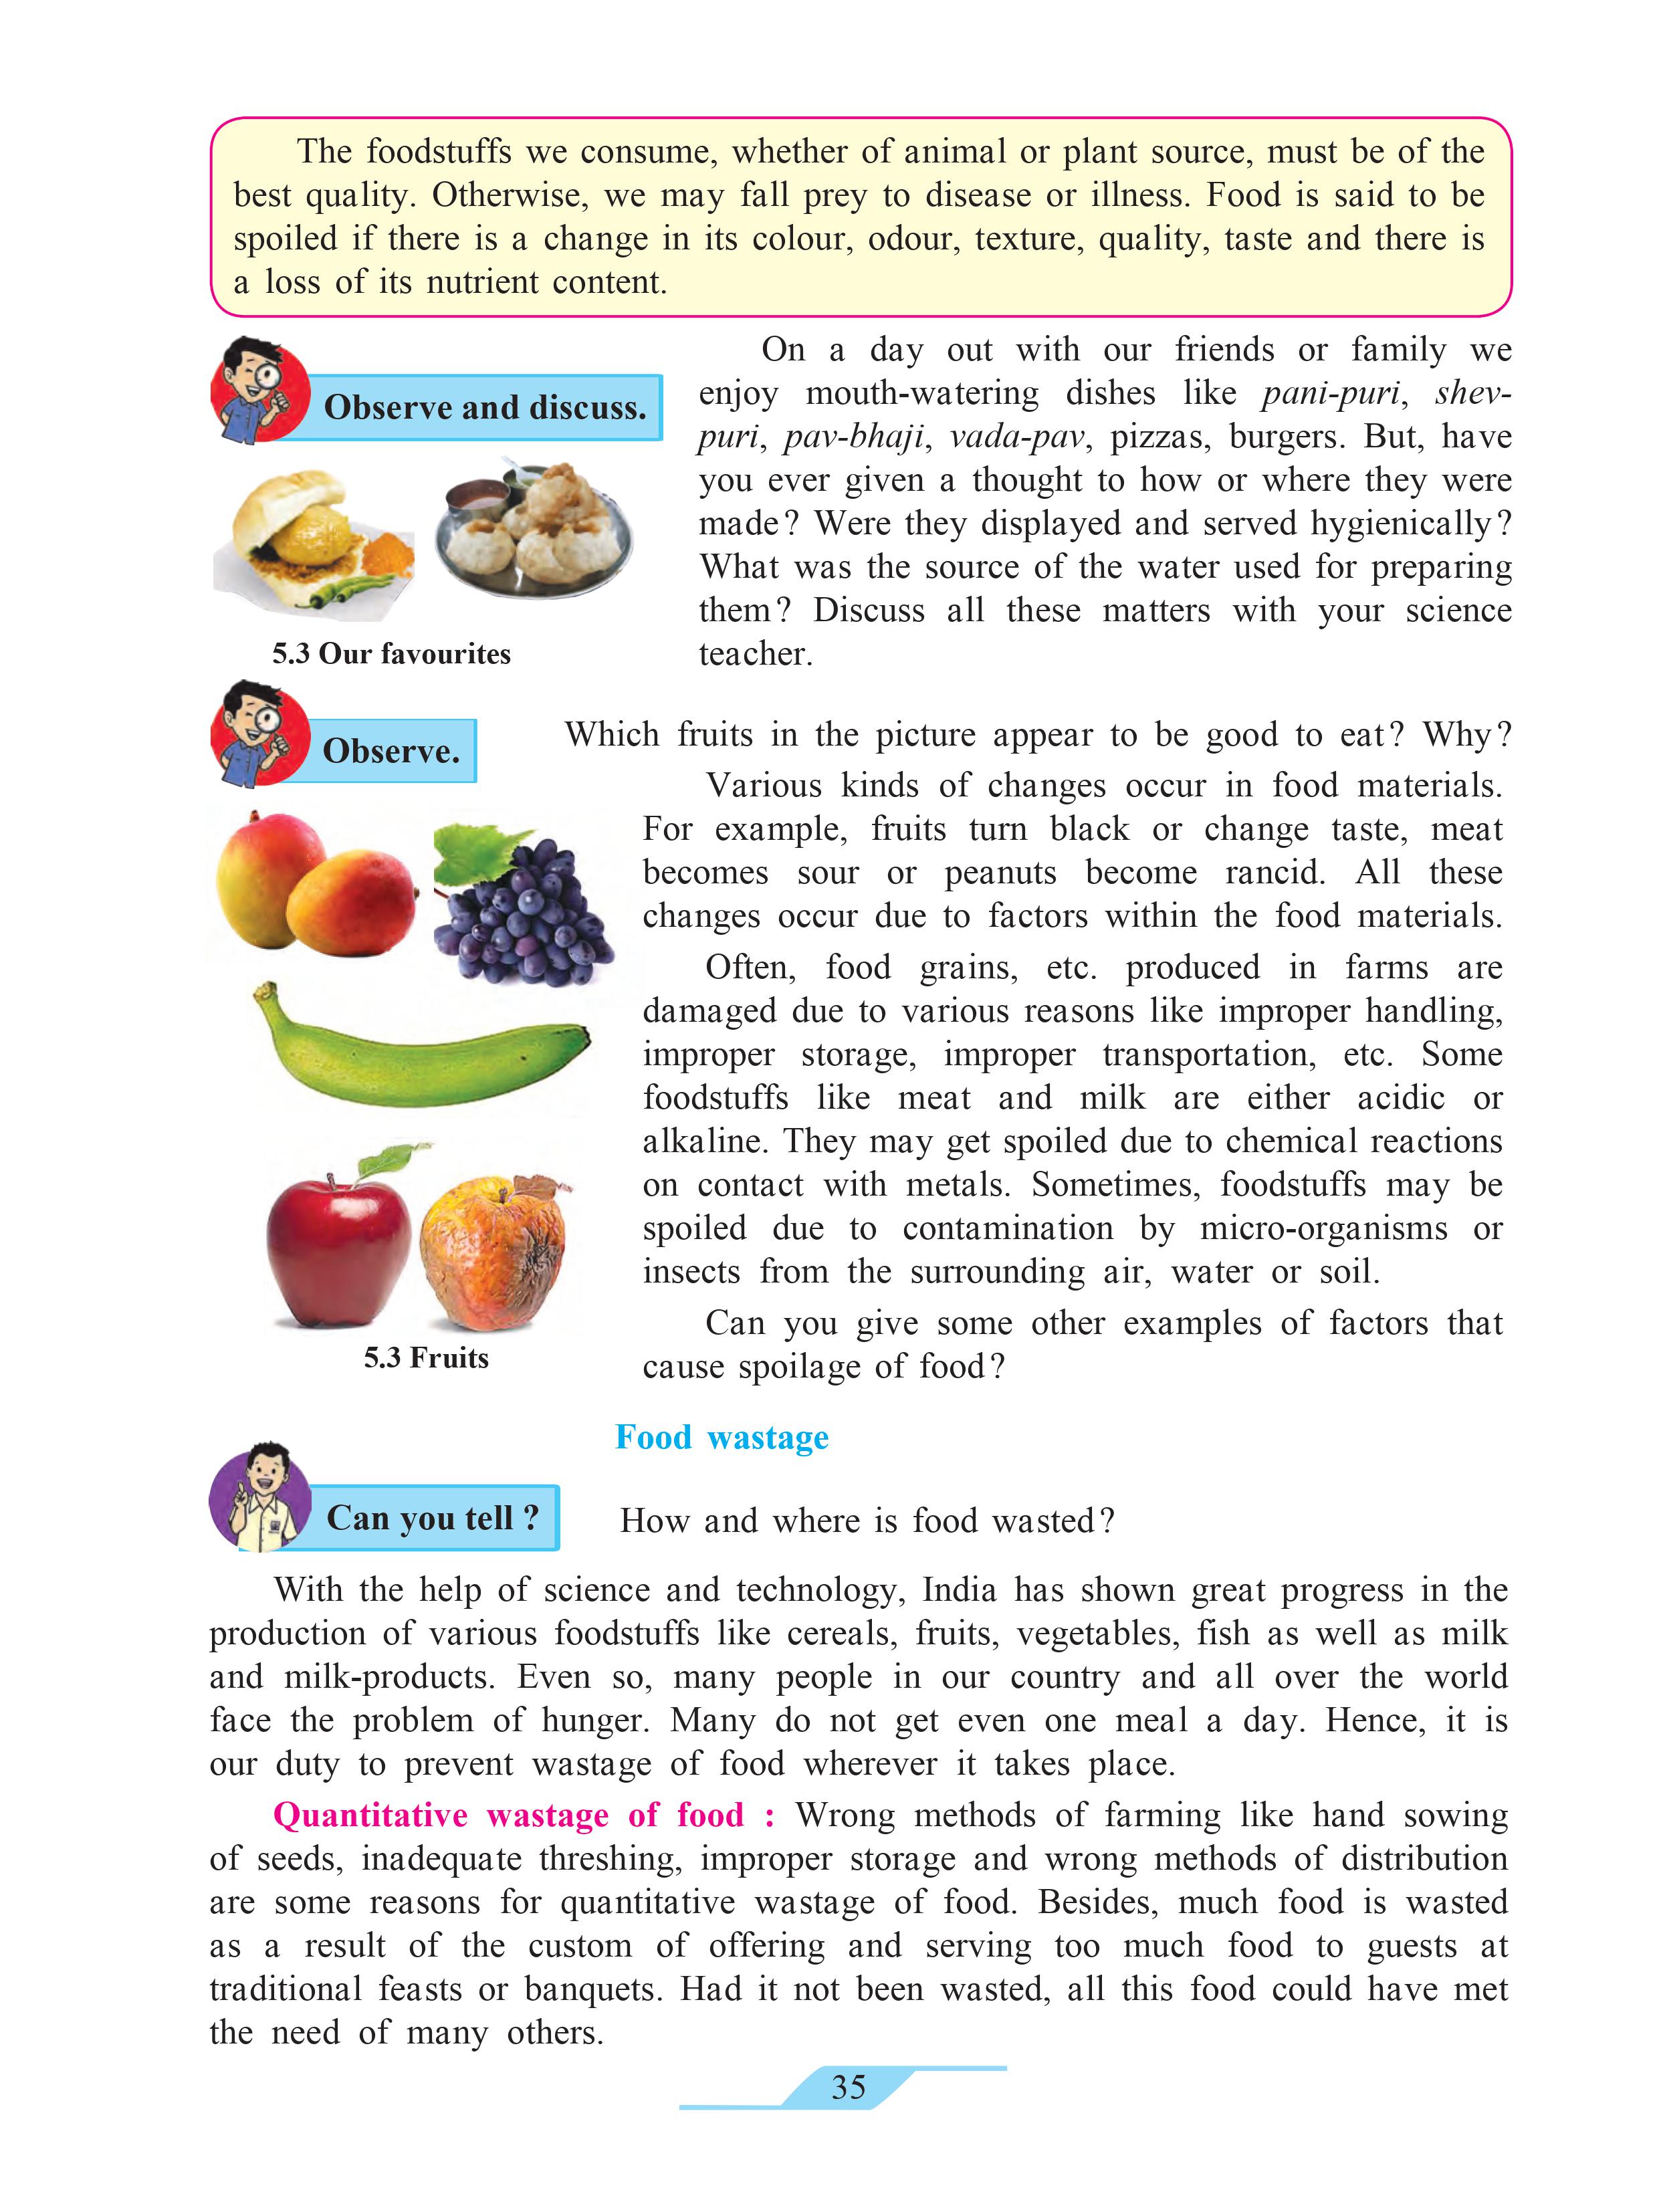 The foodstuffs we consume, whether of animal or plant source, must be of the
best quality. Otherwise, we may fall prey to disease or illness. Food is said to be
spoiled if there is a change in its colour, odour, texture, quality, taste and there is
a loss of its nutrient content.
Observe and discuss.
5.3 Our favourites
On a day out with our friends or family we
enjoy mouth-watering dishes like pani-puri, shev-
puri, pav-bhaji, vada-pav, pizzas, burgers. But, have
you ever given a thought to how or where they were
made? Were they displayed and served hygienically?
What was the source of the water used for preparing
them? Discuss all these matters with your science
teacher.
Observe.
Which fruits in the picture appear to be good to eat? Why?
Various kinds of changes occur in food materials.
For example, fruits turn black or change taste, meat
becomes sour or peanuts become rancid. All these
changes occur due to factors within the food materials.
Often, food grains, etc. produced in farms are
damaged due to various reasons like improper handling,
improper storage, improper transportation, etc. Some
foodstuffs like meat and milk are either acidic or
alkaline. They may get spoiled due to chemical reactions
on contact with metals. Sometimes, foodstuffs may be
spoiled due to contamination by micro-organisms or
insects from the surrounding air, water or soil.
Can you give some other examples of factors that
cause spoilage of food?
5.3 Fruits
Food wastage
Can you tell ?
How and where is food wasted?
With the help of science and technology, India has shown great progress in the
production of various foodstuffs like cereals, fruits, vegetables, fish as well as milk
and milk-products. Even so, many people in our country and all over the world
face the problem of hunger. Many do not get even one meal a day. Hence, it is
our duty to prevent wastage of food wherever it takes place.
Quantitative wastage of food : Wrong methods of farming like hand sowing
of seeds, inadequate threshing, improper storage and wrong methods of distribution
are some reasons for quantitative wastage of food. Besides, much food is wasted
as a result of the custom of offering and serving too much food to guests at
traditional feasts or banquets. Had it not been wasted, all this food could have met
the need of many others.
35